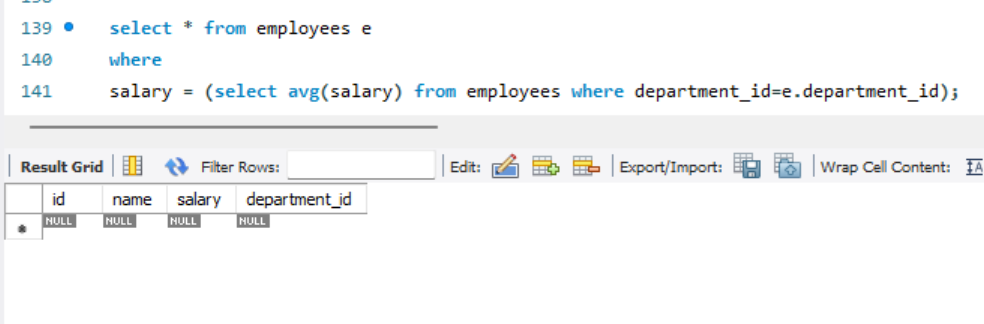 139 select * from employees e
140 where
141 salary = (select avg(salary) from employees where department_id=e.department_id);
Result Grid Filter Rows: Edit: Export/Import: Wrap Cell Content:
id name salary department_id
* NULL NULL NULL NULL